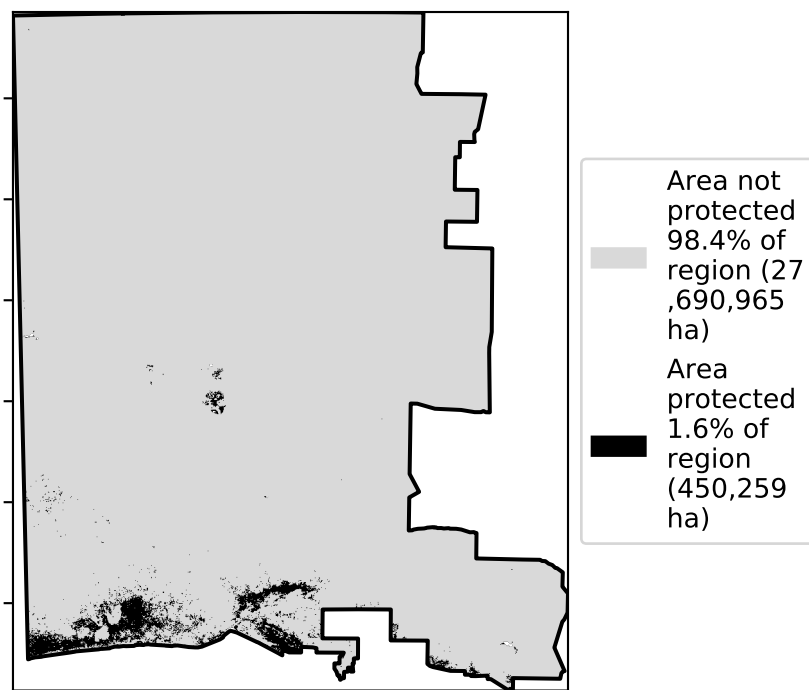 Area not
protected
98.4% of
region (27
,690,965
ha)
Area
protected
1.6% of
region
(450,259
ha)